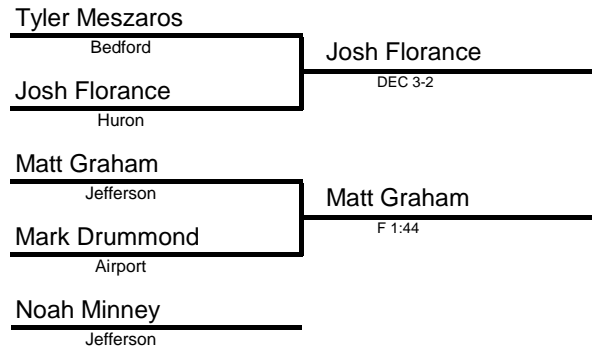 Tyler Meszaros
Bedford
Josh Florance
Huron
Josh Florance
DEC 3-2
Matt Graham
Jefferson
Mark Drummond
Airport
Matt Graham
F 1:44
Noah Minney
Jefferson